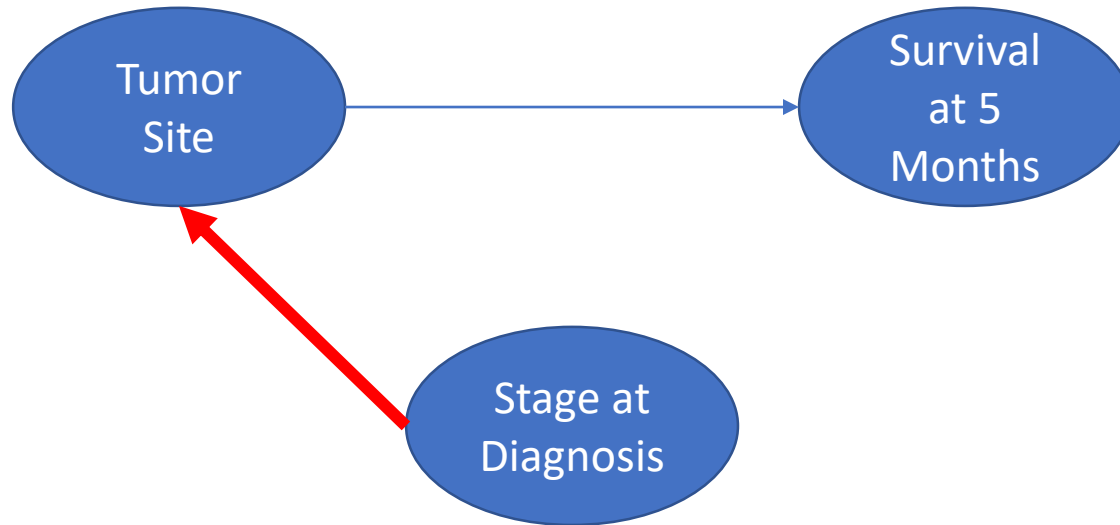 Tumor
Site
Survival
at 5
Months
Stage at
Diagnosis